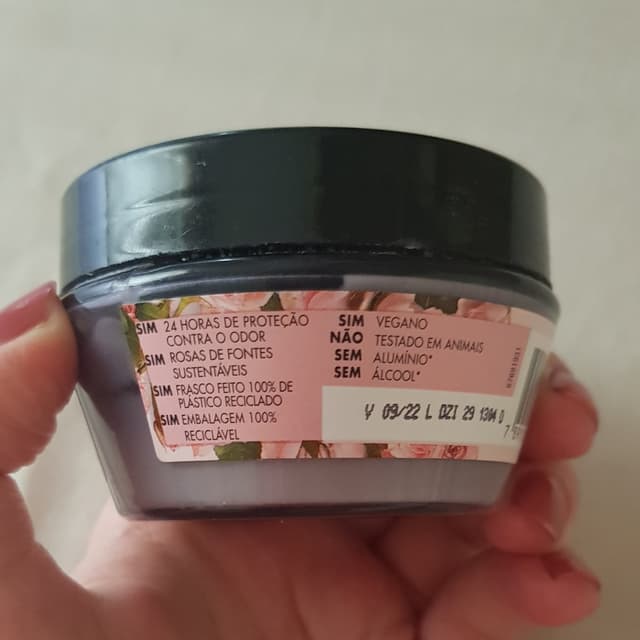 SIM 24 HORAS DE PROTEÇÃO
CONTRA O ODOR
SIM ROSAS DE FONTES
SUSTENTÁVEIS
SIM FRASCO FEITO 100% DE
PLÁSTICO RECICLADO
SIM EMBALAGEM 100%
RECICLÁVEL
SIM VEGANO
NÃO TESTADO EM ANIMAIS
SEM ALUMÍNIO*
SEM ÁLCOOL*
V 09/22 L DZI 29 1304 0
7